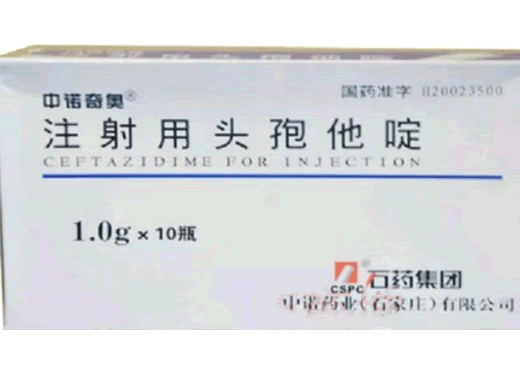 中诺奇奥®
国药准字 H20023500
注射用头孢他啶
CEFTAZIDIME FOR INJECTION
1.0g × 10瓶
CSPC 石药集团
中诺药业(石家庄)有限公司